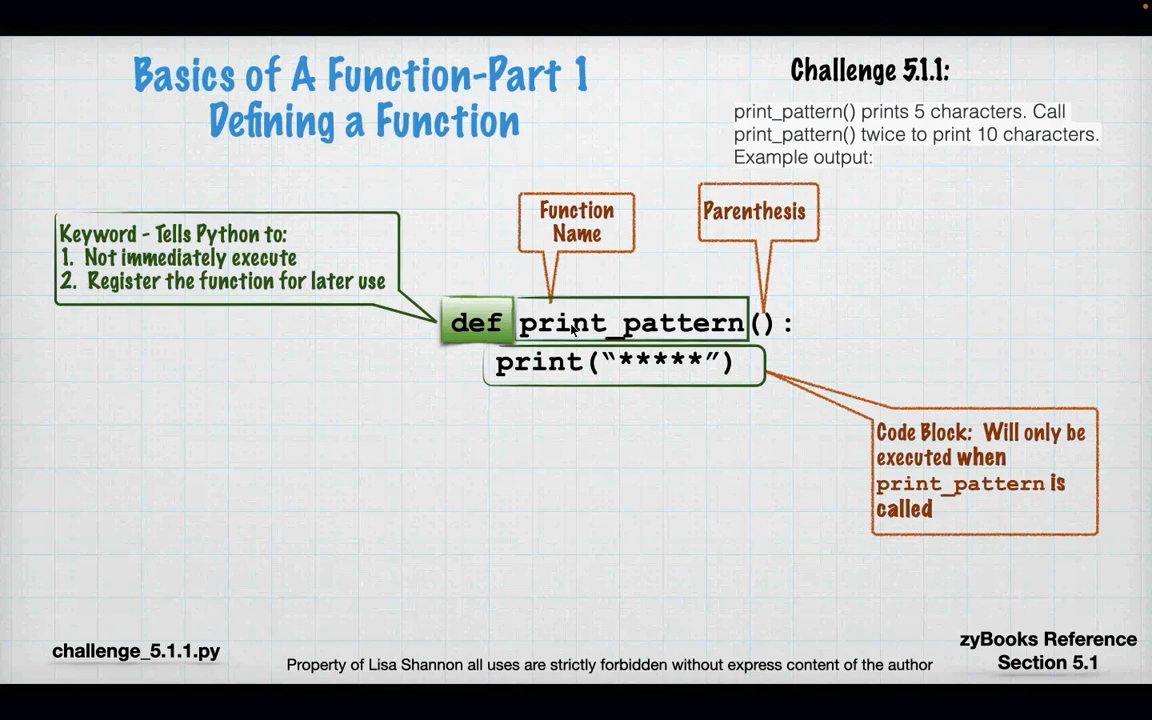 Basics of A Function-Part 1
Defining a Function
Challenge 5.1.1:
print_pattern() prints 5 characters. Call
print_pattern() twice to print 10 characters.
Example output:
Function
Name
Parenthesis
Keyword - Tells Python to:
1. Not immediately execute
2. Register the function for later use
def print_pattern():
print(“*****”)
Code Block: Will only be
executed when
print_pattern is
called
challenge_5.1.1.py
Property of Lisa Shannon all uses are strictly forbidden without express content of the author
zyBooks Reference
Section 5.1